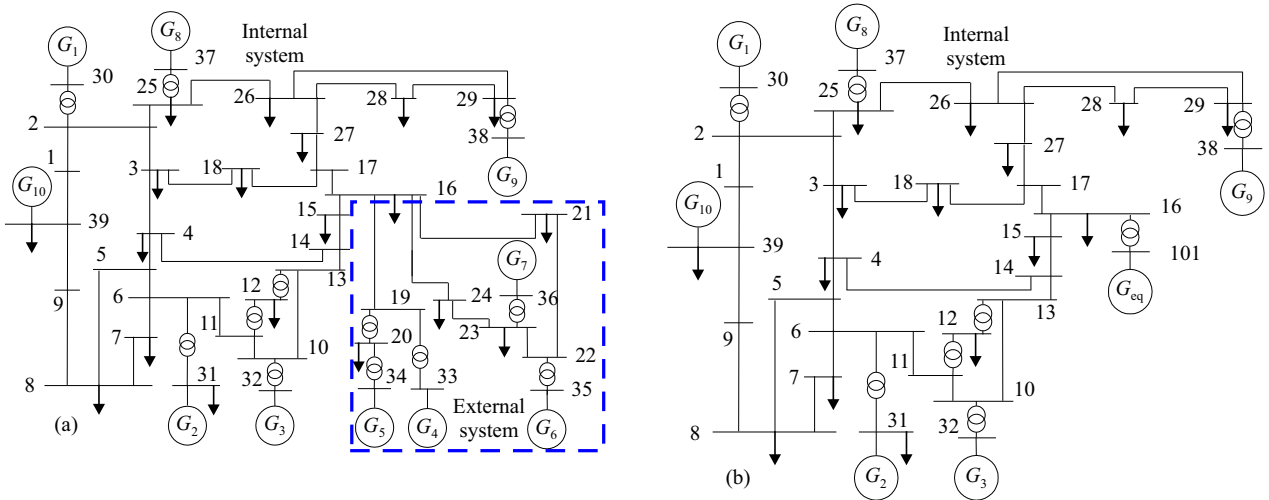 G1
G8
Internal
system
37
30
25
26
28
29
2
27
38
1
3
18
17
G10
G9
16
15
21
39
4
14
G7
5
13
12
36
6
19
24
9
11
23
20
10
22
7
32
34
33
35
8
31
External
system
(a)
G2
G3
G5
G4
G6
G1
G8
Internal
system
37
30
25
26
28
29
2
27
38
1
3
18
17
G9
G10
16
15
39
4
14
101
5
13
Geq
12
6
9
11
7
10
32
8
31
G2
G3
(b)